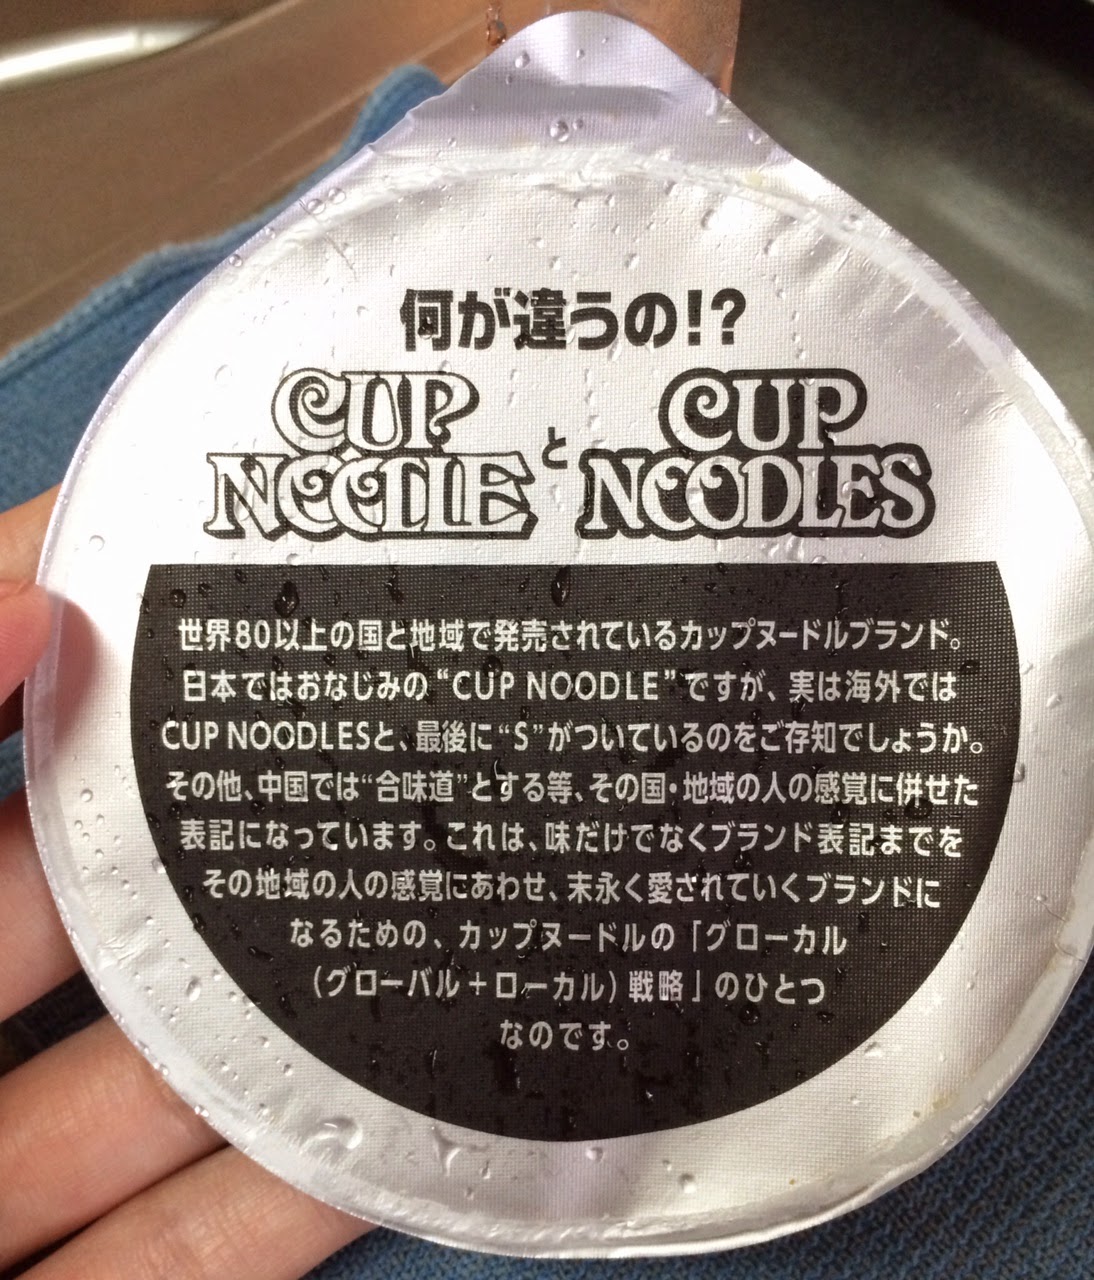 何が違うの!?
CUP
NOODLE
と
CUP
NOODLES
世界80以上の国と地域で発売されているカップヌードルブランド。
日本ではおなじみの“CUP NOODLE”ですが、実は海外では
CUP NOODLESと、最後に“S”がついているのをご存知でしょうか。
その他、中国では“合味道”とする等、その国・地域の人の感覚に併せた
表記になっています。これは、味だけでなくブランド表記までを
その地域の人の感覚にあわせ、末永く愛されていくブランドに
なるための、カップヌードルの「グローカル
(グローバル+ローカル)戦略」のひとつ
なのです。